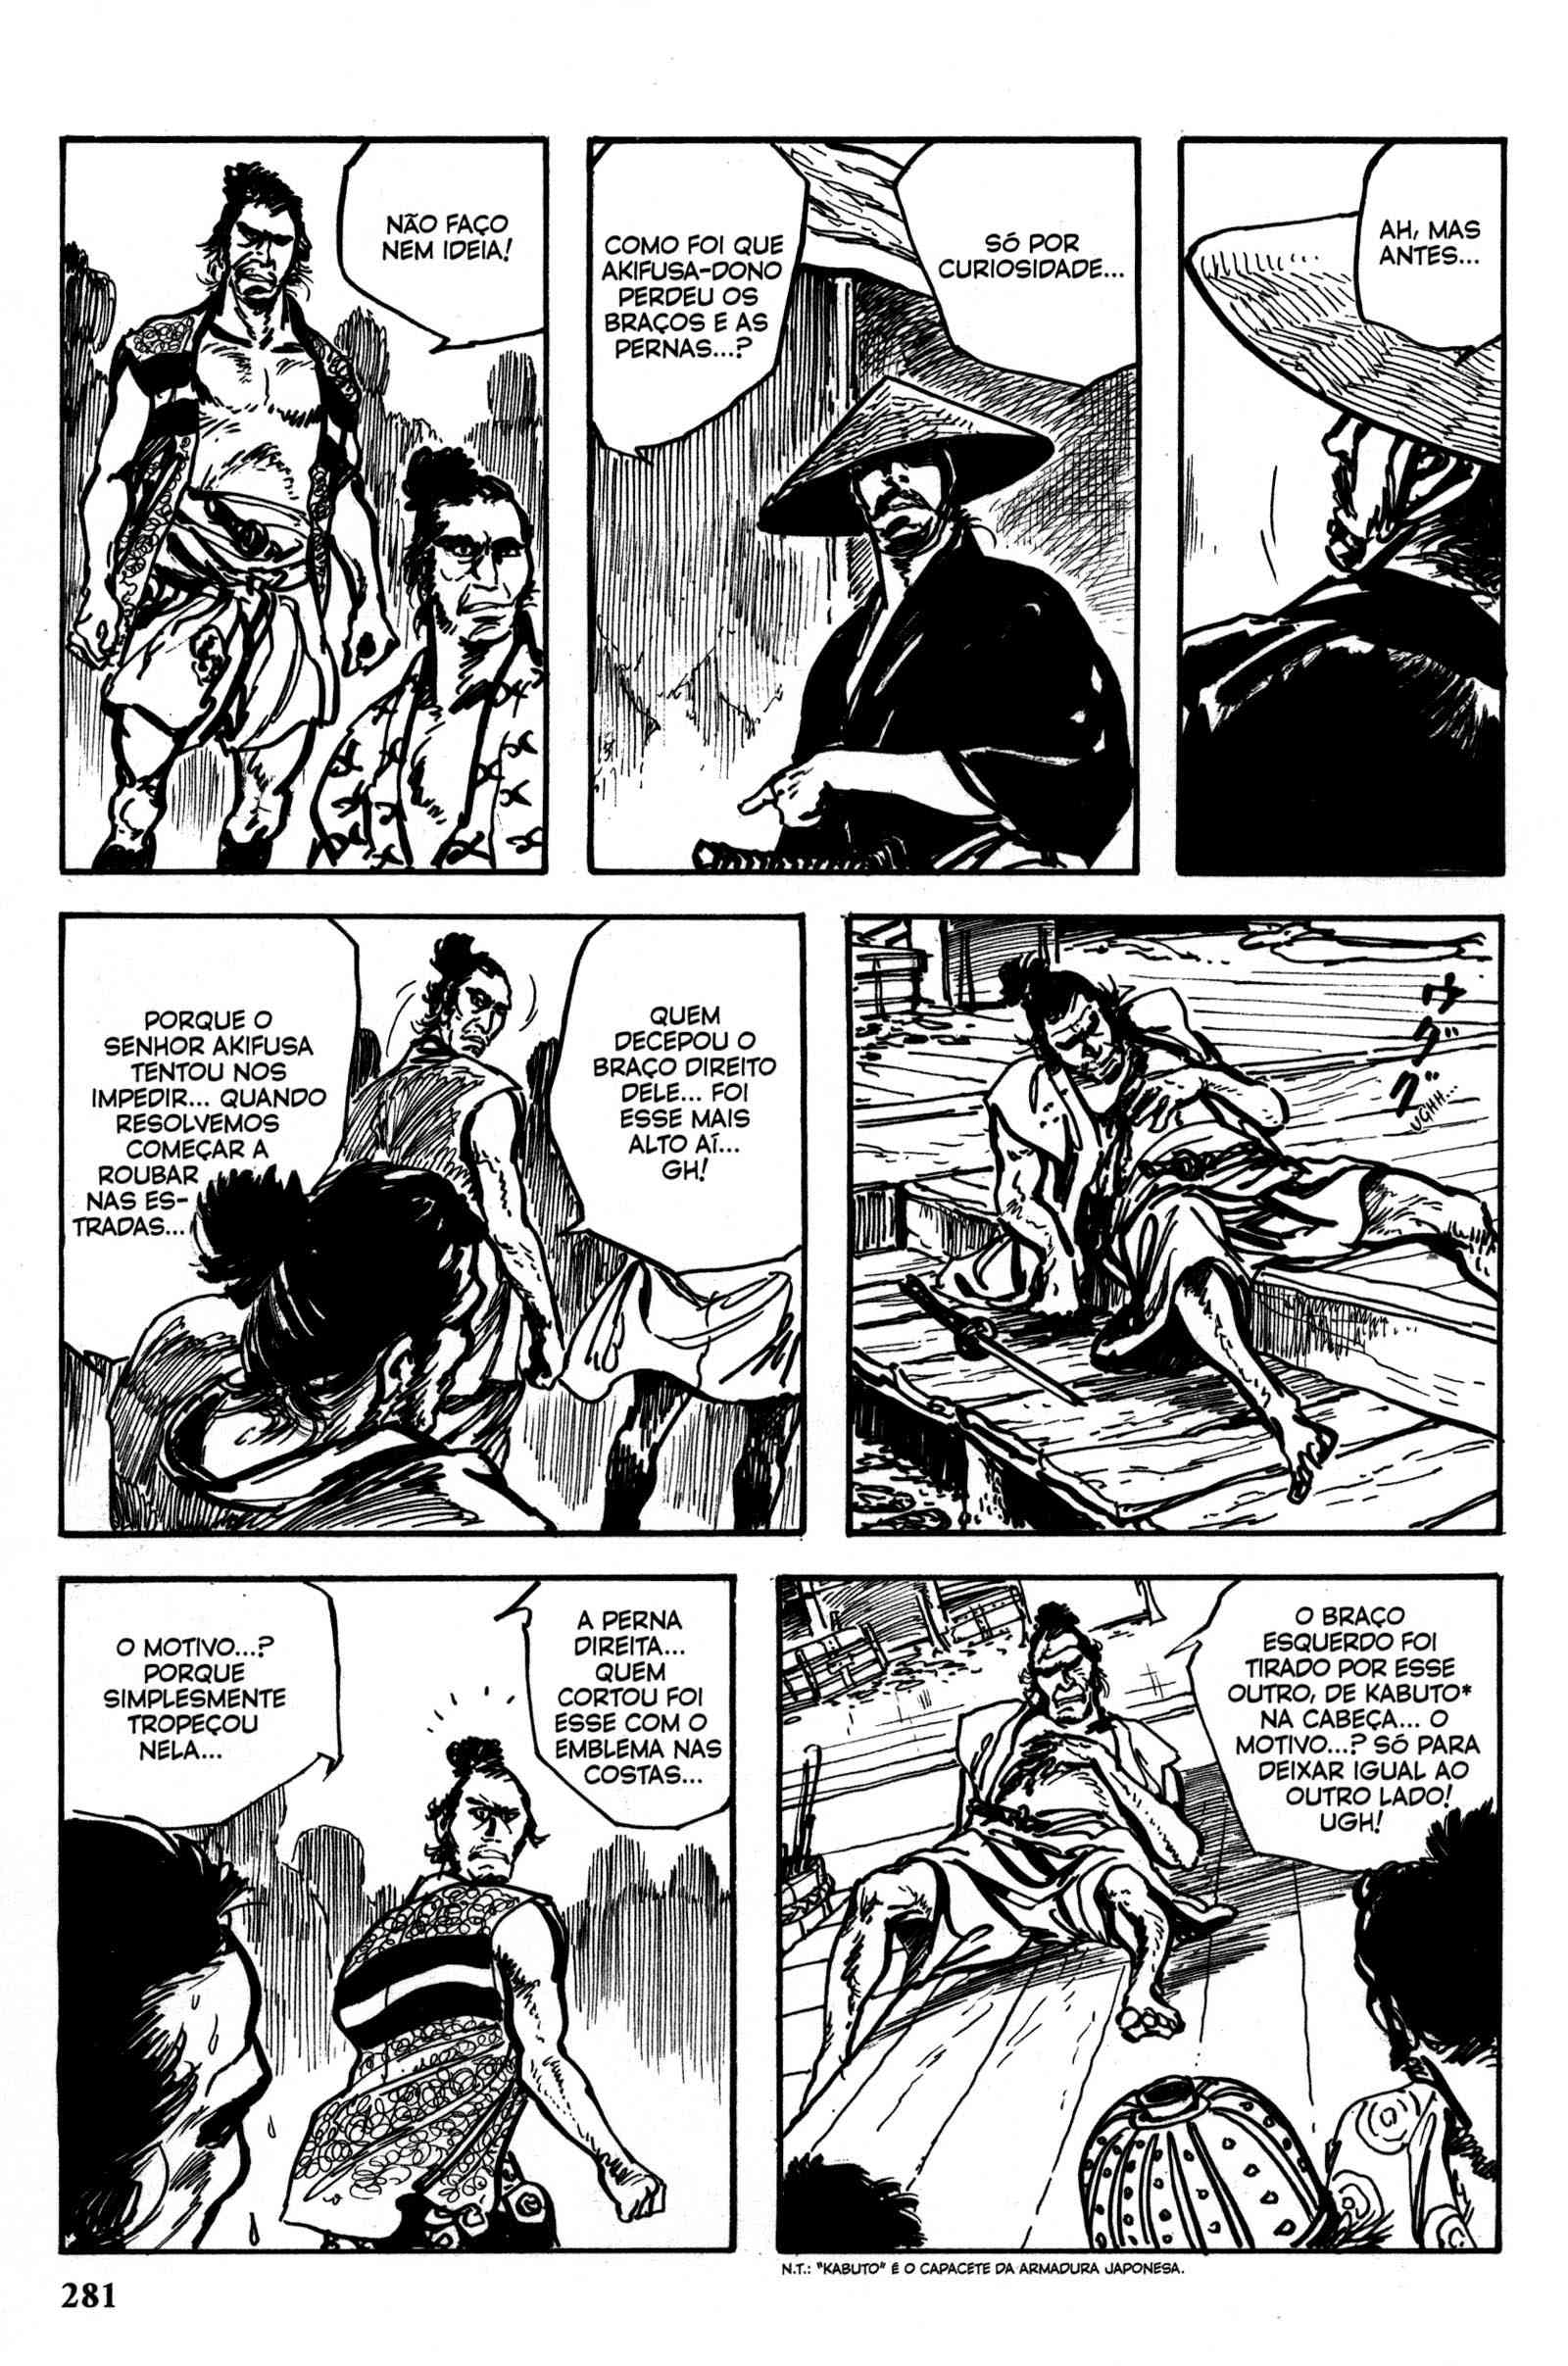 AH, MAS
ANTES...
SÓ POR
CURIOSIDADE...
COMO FOI QUE
AKIFUSA-DONO
PERDEU OS
BRAÇOS E AS
PERNAS...?
NÃO FAÇO
NEM IDEIA!
ウ
グ
グ
UGHH...
QUEM
DECEPOU O
BRAÇO DIREITO
DELE... FOI
ESSE MAIS
ALTO AÍ...
GH!
PORQUE O
SENHOR AKIFUSA
TENTOU NOS
IMPEDIR... QUANDO
RESOLVEMOS
COMEÇAR A
ROUBAR
NAS ES-
TRADAS...
O BRAÇO
ESQUERDO FOI
TIRADO POR ESSE
OUTRO, DE KABUTO*
NA CABEÇA... O
MOTIVO...? SÓ PARA
DEIXAR IGUAL AO
OUTRO LADO!
UGH!
A PERNA
DIREITA...
QUEM
CORTOU FOI
ESSE COM O
EMBLEMA NAS
COSTAS...
O MOTIVO...?
PORQUE
SIMPLESMENTE
TROPEÇOU
NELA...
N.T.: "KABUTO" É O CAPACETE DA ARMADURA JAPONESA.
281